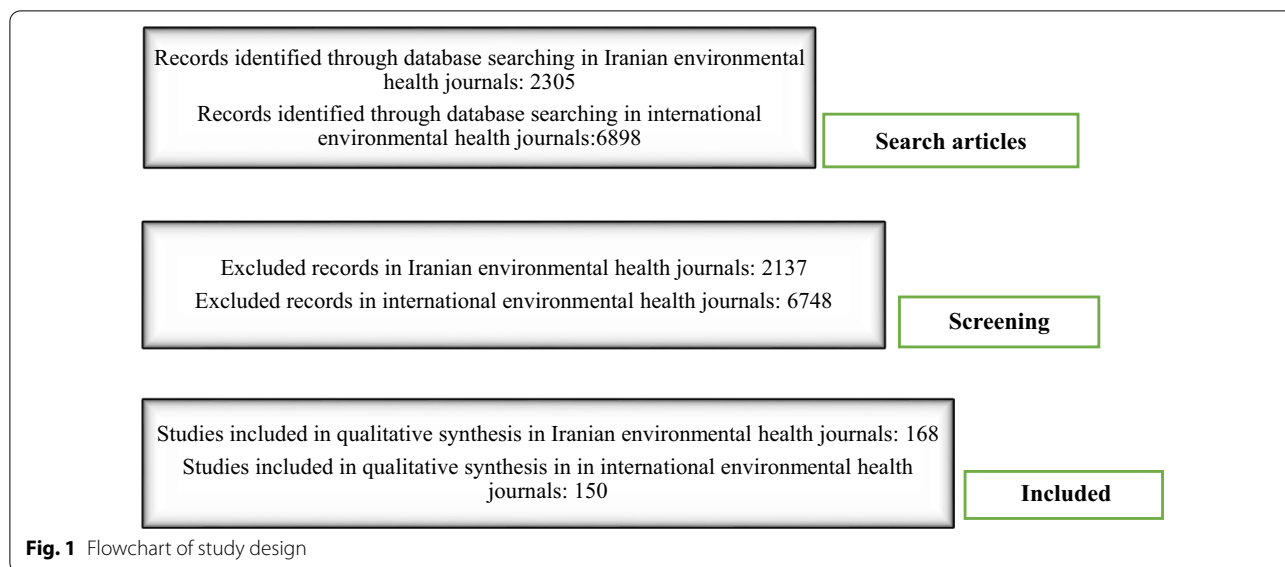 Records identified through database searching in Iranian environmental
health journals: 2305
Records identified through database searching in international
environmental health journals:6898
Search articles
Excluded records in Iranian environmental health journals: 2137
Excluded records in international environmental health journals: 6748
Screening
Studies included in qualitative synthesis in Iranian environmental health journals: 168
Studies included in qualitative synthesis in in international environmental health
journals: 150
Included
Fig. 1 Flowchart of study design